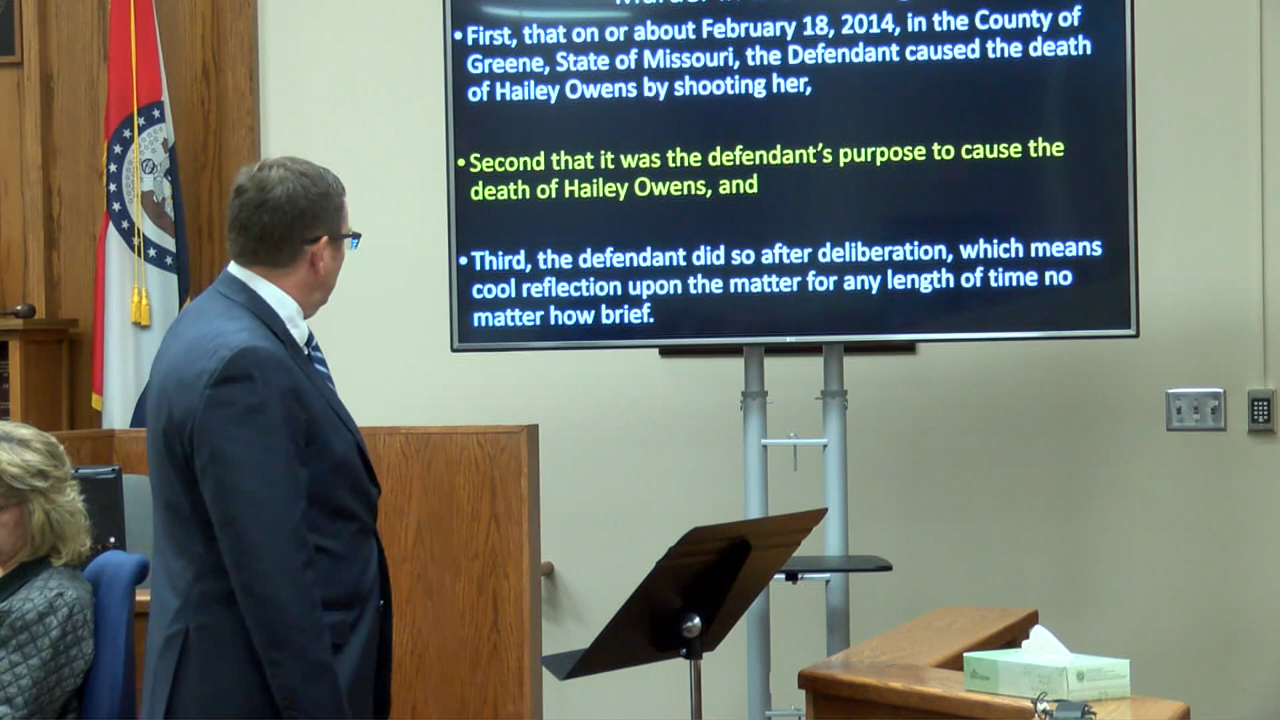 Murder in
• First, that on or about February 18, 2014, in the County of
Greene, State of Missouri, the Defendant caused the death
of Hailey Owens by shooting her,
• Second that it was the defendant's purpose to cause the
death of Hailey Owens, and
• Third, the defendant did so after deliberation, which means
cool reflection upon the matter for any length of time no
matter how brief.